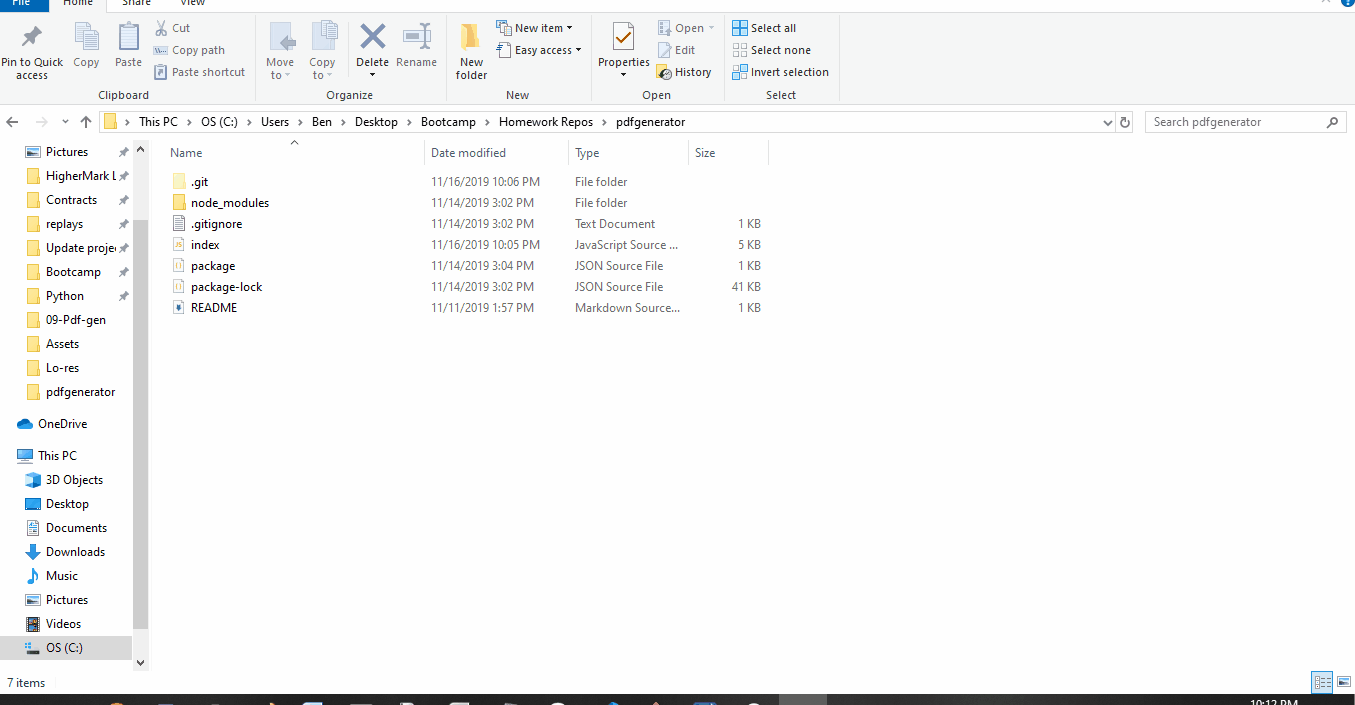 File Home Share View
Pin to Quick access
Copy
Paste
Cut
Copy path
Paste shortcut
Clipboard
Move to
Copy to
Delete
Rename
Organize
New folder
New item
Easy access
New
Properties
Open
Edit
History
Open
Select all
Select none
Invert selection
Select
This PC > OS (C:) > Users > Ben > Desktop > Bootcamp > Homework Repos > pdfgenerator
Search pdfgenerator
Pictures
HigherMark L
Contracts
replays
Update proje
Bootcamp
Python
09-Pdf-gen
Assets
Lo-res
pdfgenerator
OneDrive
This PC
3D Objects
Desktop
Documents
Downloads
Music
Pictures
Videos
OS (C:)
Name Date modified Type Size
.git 11/16/2019 10:06 PM File folder
node_modules 11/14/2019 3:02 PM File folder
.gitignore 11/14/2019 3:02 PM Text Document 1 KB
index 11/16/2019 10:05 PM JavaScript Source ... 5 KB
package 11/14/2019 3:04 PM JSON Source File 1 KB
package-lock 11/14/2019 3:02 PM JSON Source File 41 KB
README 11/11/2019 1:57 PM Markdown Source... 1 KB
7 items
10:12 PM